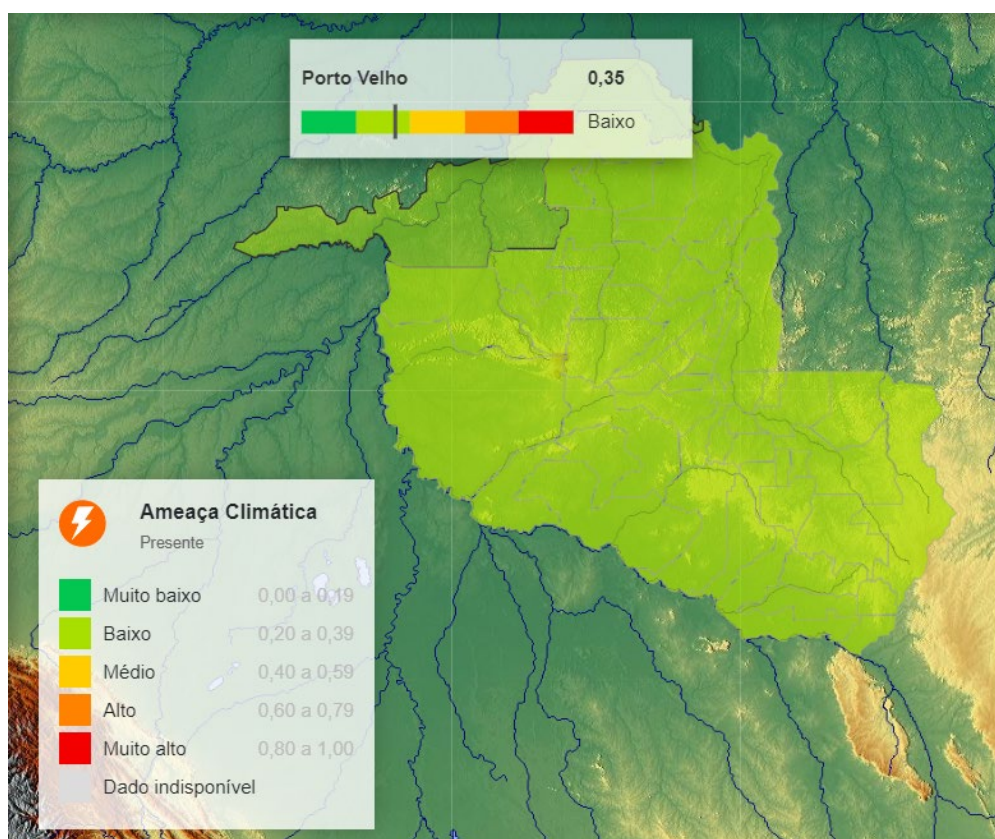 Porto Velho 0,35
Baixo
Ameaça Climática
Presente
Muito baixo 0,00 a 0,19
Baixo 0,20 a 0,39
Médio 0,40 a 0,59
Alto 0,60 a 0,79
Muito alto 0,80 a 1,00
Dado indisponível